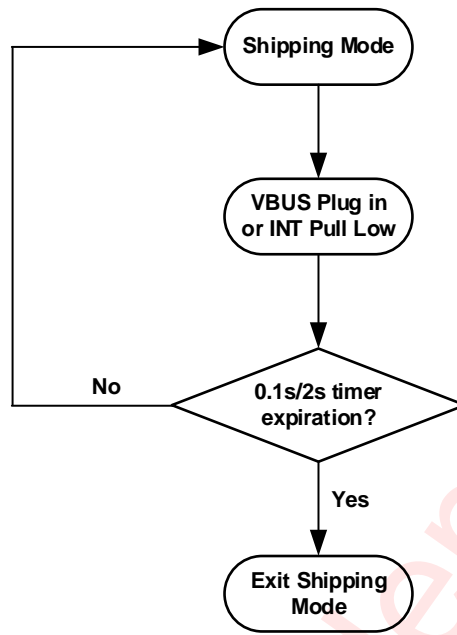 Shipping Mode
VBUS Plug in
or INT Pull Low
No
0.1s/2s timer
expiration?
Yes
Exit Shipping
Mode